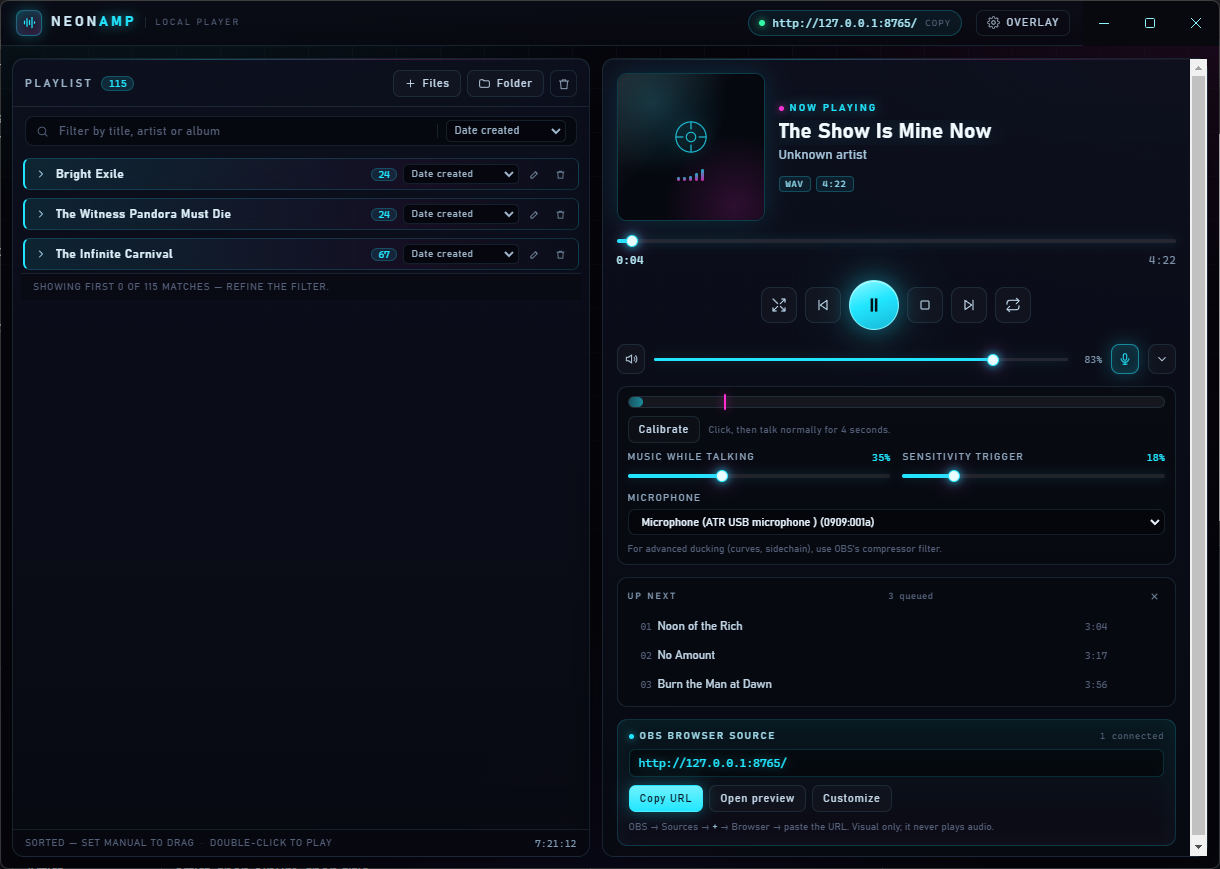 NEONAMP LOCAL PLAYER
http://127.0.0.1:8765/ COPY
OVERLAY
PLAYLIST 115
+ Files
Folder
Filter by title, artist or album
Date created
Bright Exile 24 Date created
The Witness Pandora Must Die 24 Date created
The Infinite Carnival 67 Date created
SHOWING FIRST 0 OF 115 MATCHES — REFINE THE FILTER.
SORTED — SET MANUAL TO DRAG · DOUBLE-CLICK TO PLAY 7:21:12
NOW PLAYING
The Show Is Mine Now
Unknown artist
WAV 4:22
0:04 4:22
83%
Calibrate Click, then talk normally for 4 seconds.
MUSIC WHILE TALKING 35% SENSITIVITY TRIGGER 18%
MICROPHONE
Microphone (ATR USB microphone ) (0909:001a)
For advanced ducking (curves, sidechain), use OBS's compressor filter.
UP NEXT 3 queued ×
01 Noon of the Rich 3:04
02 No Amount 3:17
03 Burn the Man at Dawn 3:56
OBS BROWSER SOURCE 1 connected
http://127.0.0.1:8765/
Copy URL Open preview Customize
OBS → Sources → + → Browser → paste the URL. Visual only; it never plays audio.